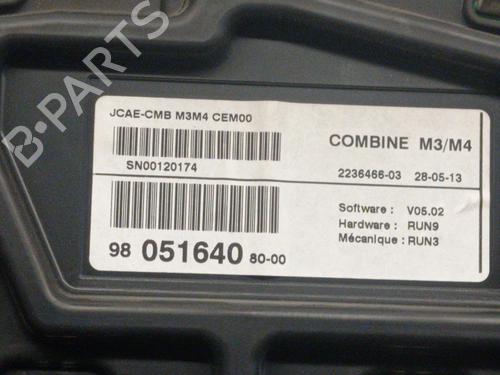 B-PARTS
JCAE-CMB M3M4 CEM00
SN00120174
COMBINE M3/M4
2236466-03 28-05-13
Software : V05.02
Hardware : RUN9
Mécanique : RUN3
98 051640 80-00